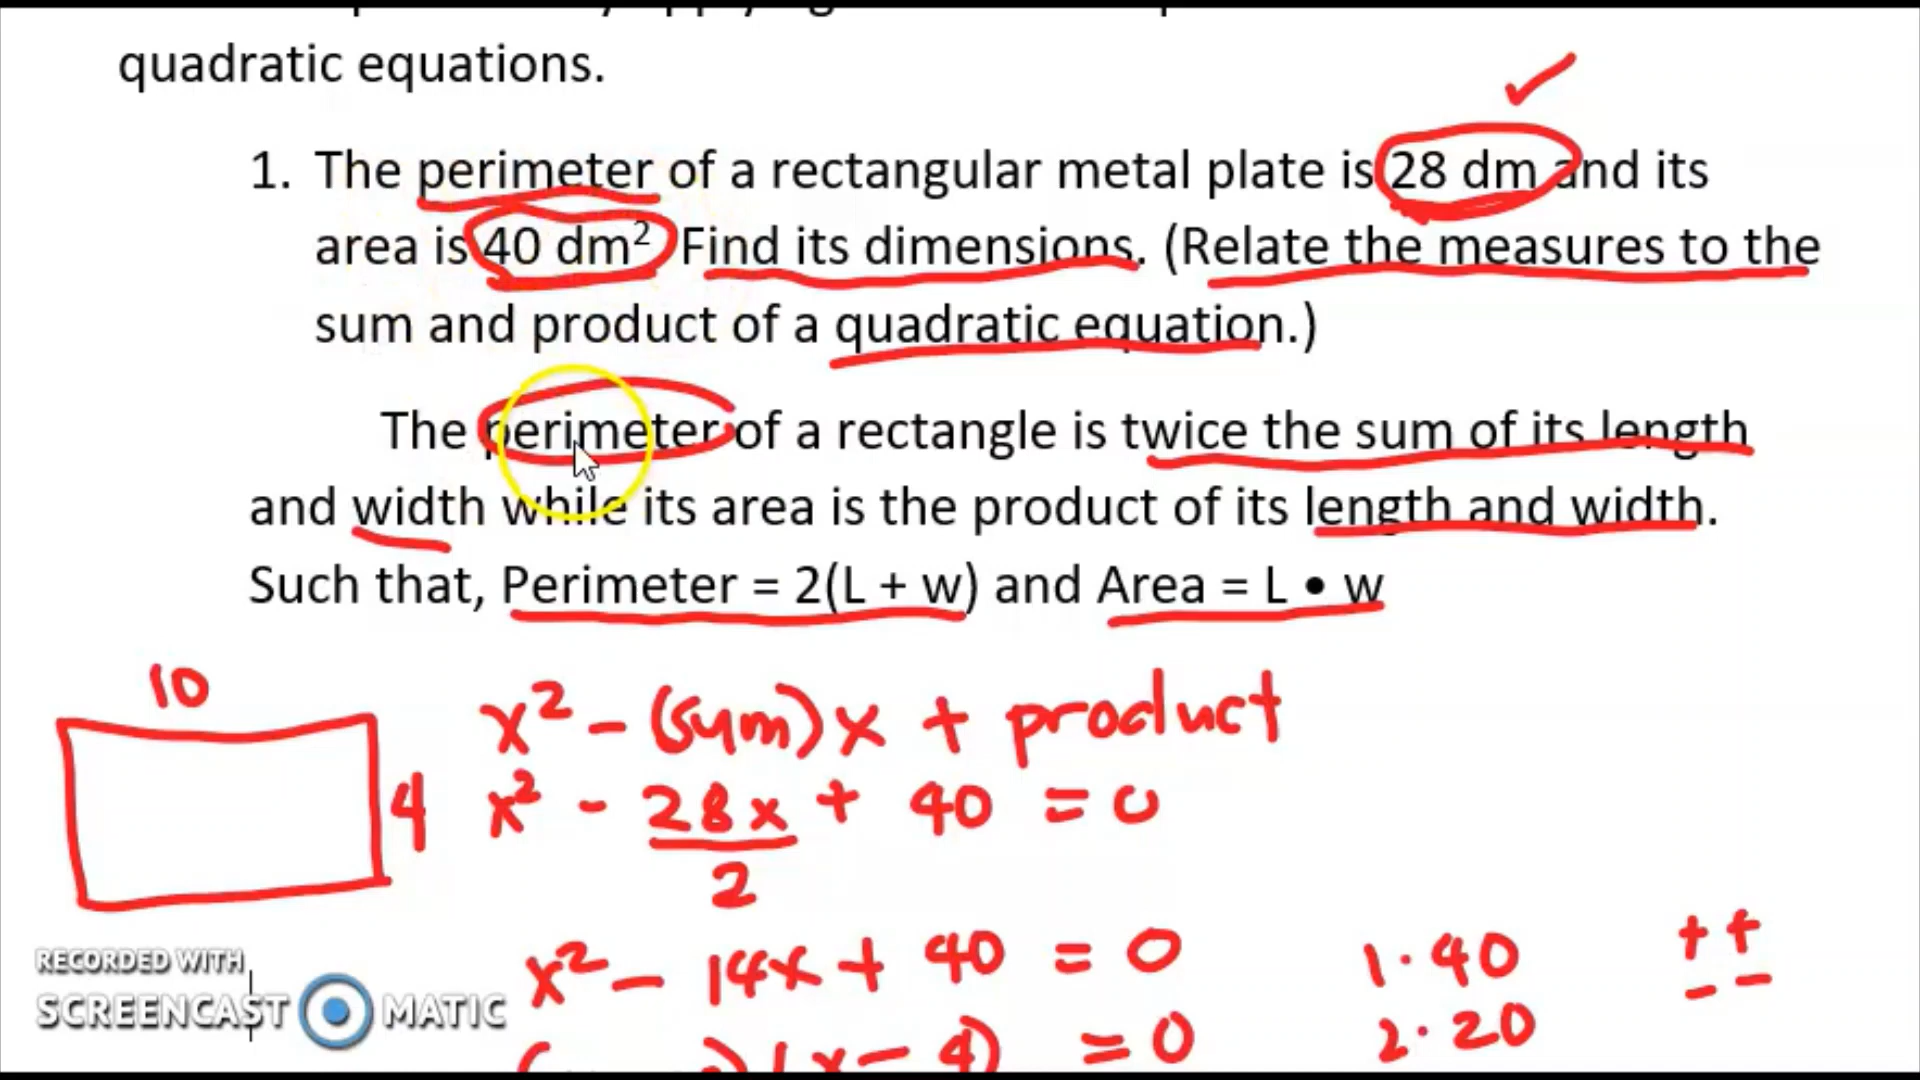 quadratic equations.
1. The perimeter of a rectangular metal plate is 28 dm and its
area is 40 dm² Find its dimensions. (Relate the measures to the
sum and product of a quadratic equation.)
The perimeter of a rectangle is twice the sum of its length
and width while its area is the product of its length and width.
Such that, Perimeter = 2(L + w) and Area = L • w
10
4
x² - (sum)x + product
x² - 28x/2 + 40 = 0
x² - 14x + 40 = 0
(x - 4) = 0
1 · 40
2 · 20
+ +
- -
RECORDED WITH
SCREENCAST MATIC